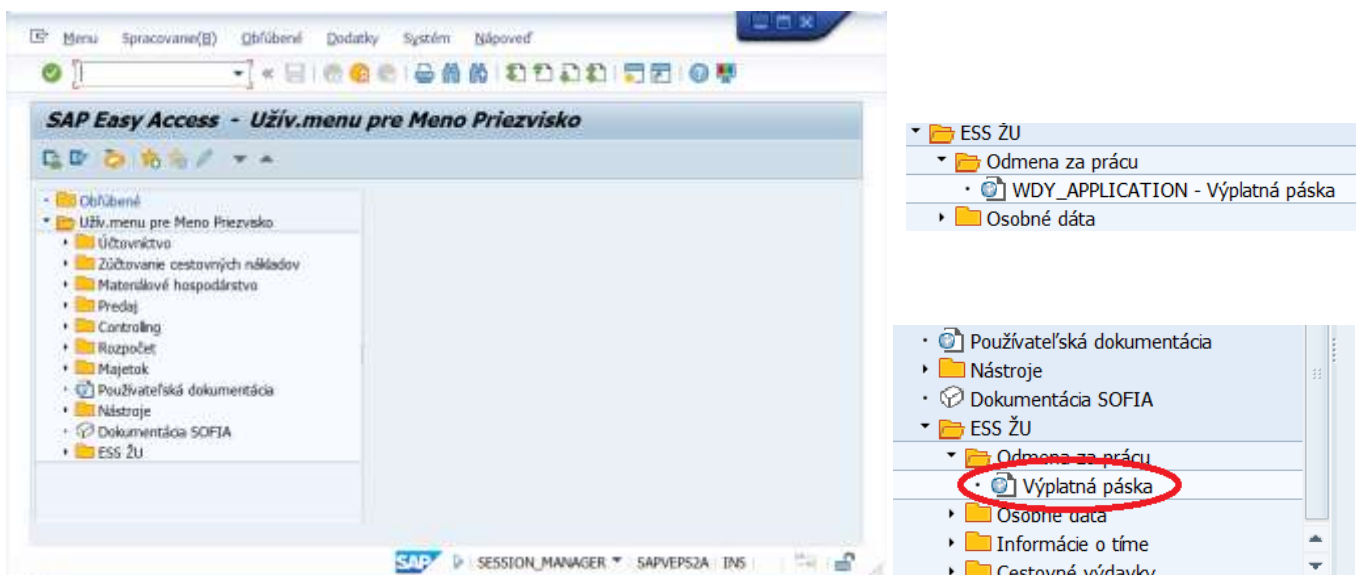 Menu Spracovanie(B) Obľúbené Dodatky Systém Nápoveď
SAP Easy Access - Užív.menu pre Meno Priezvisko
Obľúbené
Užív.menu pre Meno Priezvisko
Účtovníctvo
Zúčtovanie cestovných nákladov
Materiálové hospodárstvo
Predaj
Controling
Rozpočet
Majetok
Používateľská dokumentácia
Nástroje
Dokumentácia SOFIA
ESS ŽU
SAP SESSION_MANAGER SAPVEPS2A INS
ESS ŽU
Odmena za prácu
WDY_APPLICATION - Výplatná páska
Osobné dáta
Používateľská dokumentácia
Nástroje
Dokumentácia SOFIA
ESS ŽU
Odmena za prácu
Výplatná páska
Osobné dáta
Informácie o tíme
Cestovné výdavky